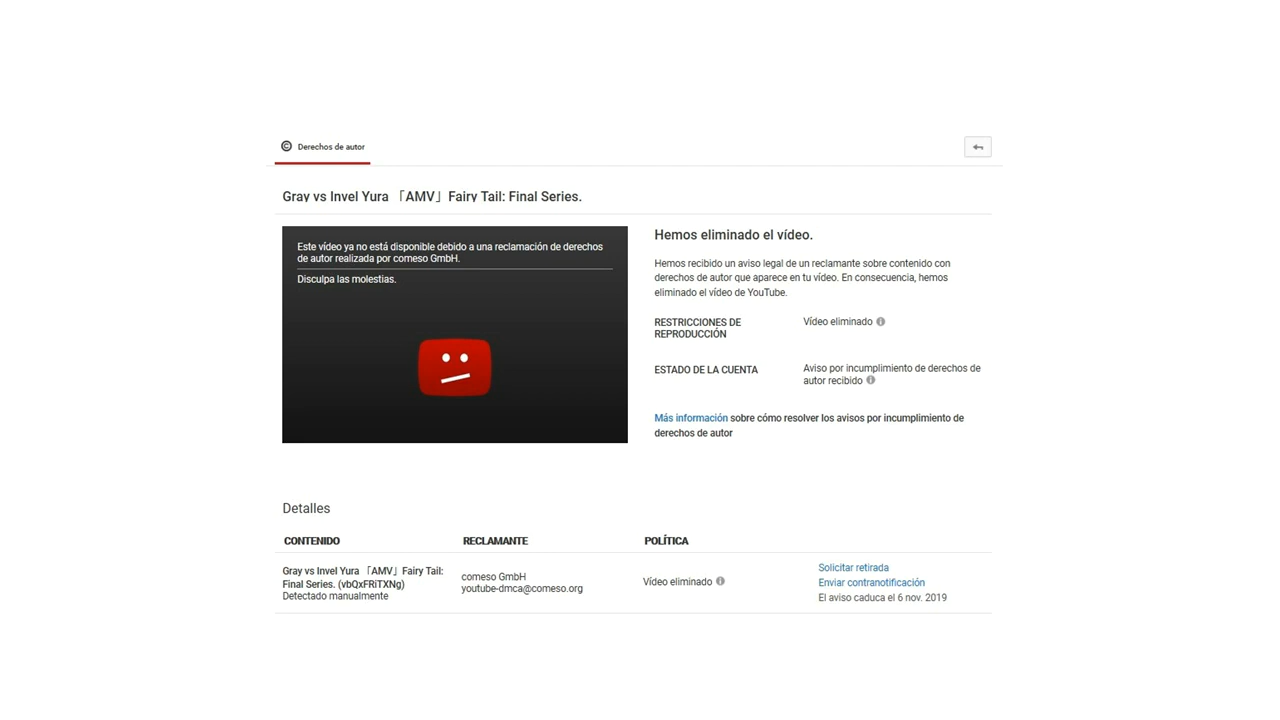 Derechos de autor
Gray vs Invel Yura 「AMV」 Fairy Tail: Final Series.
Este vídeo ya no está disponible debido a una reclamación de derechos
de autor realizada por comeso GmbH.
Disculpa las molestias.
Hemos eliminado el vídeo.
Hemos recibido un aviso legal de un reclamante sobre contenido con
derechos de autor que aparece en tu vídeo. En consecuencia, hemos
eliminado el vídeo de YouTube.
RESTRICCIONES DE
REPRODUCCIÓN
Vídeo eliminado
ESTADO DE LA CUENTA
Aviso por incumplimiento de derechos de
autor recibido
Más información sobre cómo resolver los avisos por incumplimiento de
derechos de autor
Detalles
CONTENIDO RECLAMANTE POLÍTICA
Gray vs Invel Yura 「AMV」 Fairy Tail:
Final Series. (vbQxFRiTXNg)
Detectado manualmente
comeso GmbH
youtube-dmca@comeso.org
Vídeo eliminado
Solicitar retirada
Enviar contranotificación
El aviso caduca el 6 nov. 2019